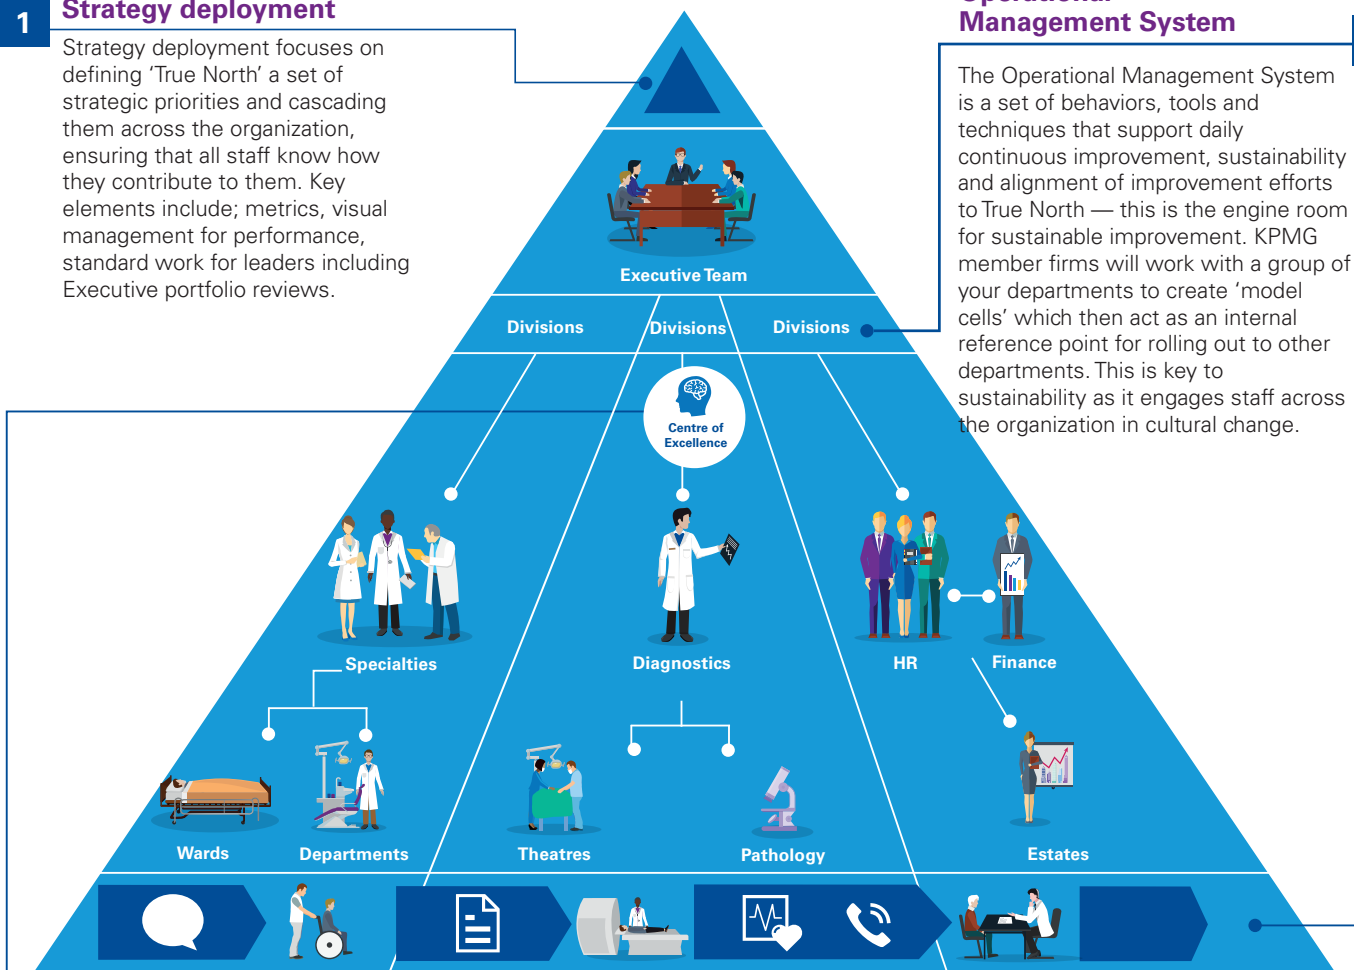 1
Strategy deployment
Strategy deployment focuses on
defining ‘True North’ a set of
strategic priorities and cascading
them across the organization,
ensuring that all staff know how
they contribute to them. Key
elements include; metrics, visual
management for performance,
standard work for leaders including
Executive portfolio reviews.
Operational
Management System
The Operational Management System
is a set of behaviors, tools and
techniques that support daily
continuous improvement, sustainability
and alignment of improvement efforts
to True North — this is the engine room
for sustainable improvement. KPMG
member firms will work with a group of
your departments to create ‘model
cells’ which then act as an internal
reference point for rolling out to other
departments. This is key to
sustainability as it engages staff across
the organization in cultural change.
Executive Team
Divisions
Divisions
Divisions
Centre of
Excellence
Specialties
Diagnostics
HR
Finance
Wards
Departments
Theatres
Pathology
Estates